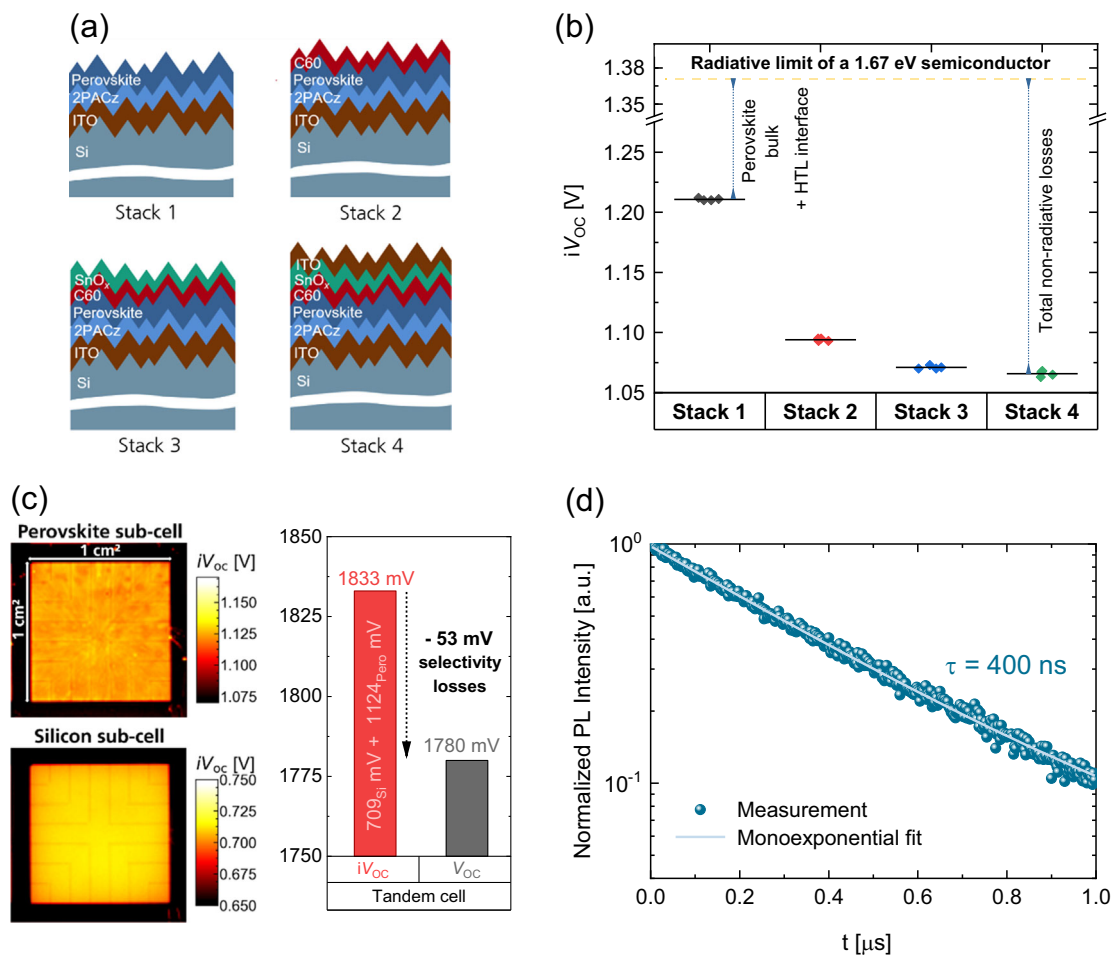 (a)
Perovskite
2PACz
ITO
Si
Stack 1
C60
Perovskite
2PACz
ITO
Si
Stack 2
SnOₓ
C60
Perovskite
2PACz
ITO
Si
Stack 3
ITO
SnOₓ
C60
Perovskite
2PACz
ITO
Si
Stack 4
(b)
iV_OC [V]
1.38
1.35
1.25
1.20
1.15
1.10
1.05
Radiative limit of a 1.67 eV semiconductor
Perovskite
bulk
+ HTL interface
Total non-radiative losses
Stack 1
Stack 2
Stack 3
Stack 4
(c)
Perovskite sub-cell
1 cm²
1 cm²
iV_oc [V]
1.150
1.125
1.100
1.075
Silicon sub-cell
iV_oc [V]
0.750
0.725
0.700
0.675
0.650
1850
1825
1800
1775
1750
1833 mV
709_Si mV + 1124_Pero mV
- 53 mV
selectivity
losses
1780 mV
iV_OC
V_OC
Tandem cell
(d)
Normalized PL Intensity [a.u.]
10⁰
10⁻¹
τ = 400 ns
Measurement
Monoexponential fit
0.0
0.2
0.4
0.6
0.8
1.0
t [μs]